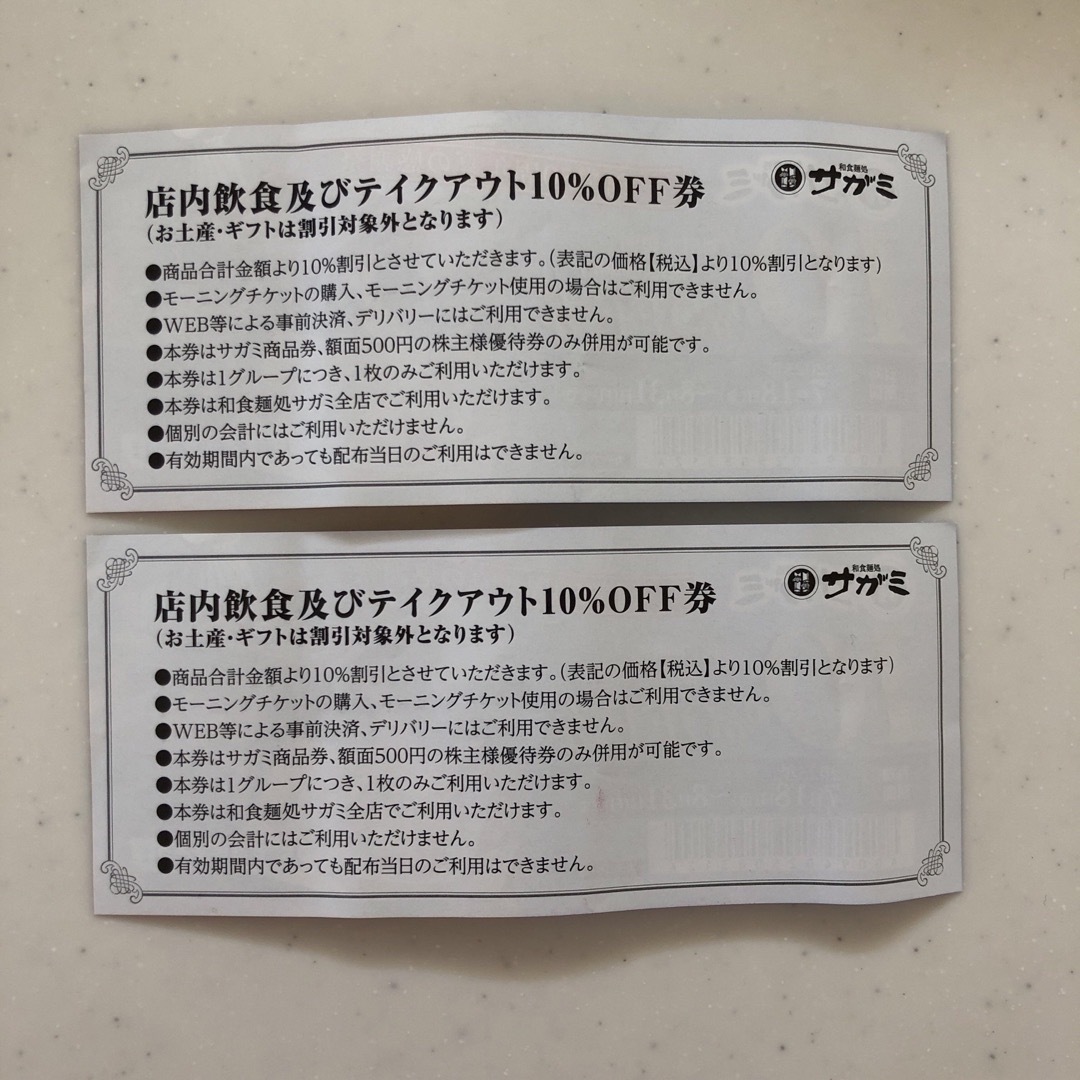 和食麺処
サガミ
店内飲食及びテイクアウト10%OFF券
(お土産・ギフトは割引対象外となります)
●商品合計金額より10%割引とさせていただきます。(表記の価格【税込】より10%割引となります)
●モーニングチケットの購入、モーニングチケット使用の場合はご利用できません。
●WEB等による事前決済、デリバリーにはご利用できません。
●本券はサガミ商品券、額面500円の株主様優待券のみ併用が可能です。
●本券は1グループにつき、1枚のみご利用いただけます。
●本券は和食麺処サガミ全店でご利用いただけます。
●個別の会計にはご利用いただけません。
●有効期間内であっても配布当日のご利用はできません。
和食麺処
サガミ
店内飲食及びテイクアウト10%OFF券
(お土産・ギフトは割引対象外となります)
●商品合計金額より10%割引とさせていただきます。(表記の価格【税込】より10%割引となります)
●モーニングチケットの購入、モーニングチケット使用の場合はご利用できません。
●WEB等による事前決済、デリバリーにはご利用できません。
●本券はサガミ商品券、額面500円の株主様優待券のみ併用が可能です。
●本券は1グループにつき、1枚のみご利用いただけます。
●本券は和食麺処サガミ全店でご利用いただけます。
●個別の会計にはご利用いただけません。
●有効期間内であっても配布当日のご利用はできません。